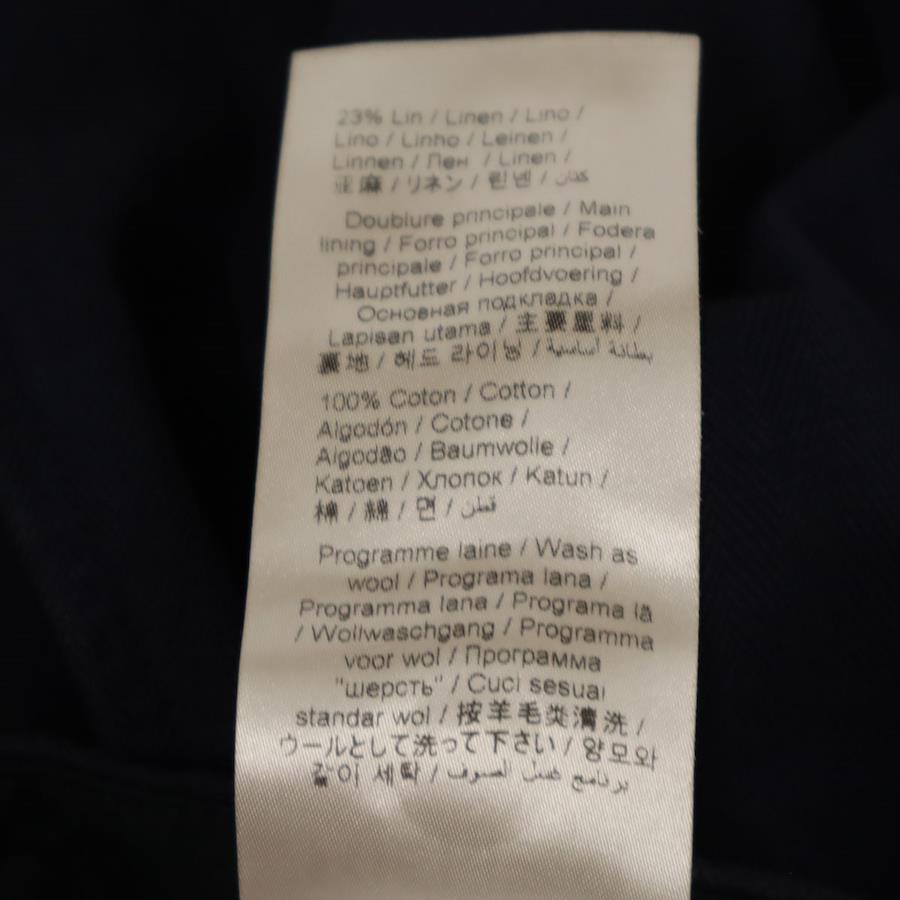 23% Lin / Linen / Lino /
Lino / Linho / Leinen /
Linnen / Лен / Linen /
亚麻 / リネン / 린넨 / كتان
Doublure principale / Main
lining / Forro principal / Fodera
principale / Forro principal /
Hauptfutter / Hoofdvoering /
Основная подкладка /
Lapisan utama / 主要里料 /
裏地 / 헤드 라이닝 / بطانة أساسية
100% Coton / Cotton /
Algodón / Cotone /
Algodão / Baumwolle /
Katoen / Хлопок / Katun /
棉 / 綿 / 면 / قطن
Programme laine / Wash as
wool / Programa lana /
Programma lana / Programa lã
/ Wollwaschgang / Programma
voor wol / Программа
"шерсть" / Cuci sesuai
standar wol / 按羊毛类清洗 /
ウールとして洗って下さい / 양모와
같이 세탁 / برنامج غسل الصوف